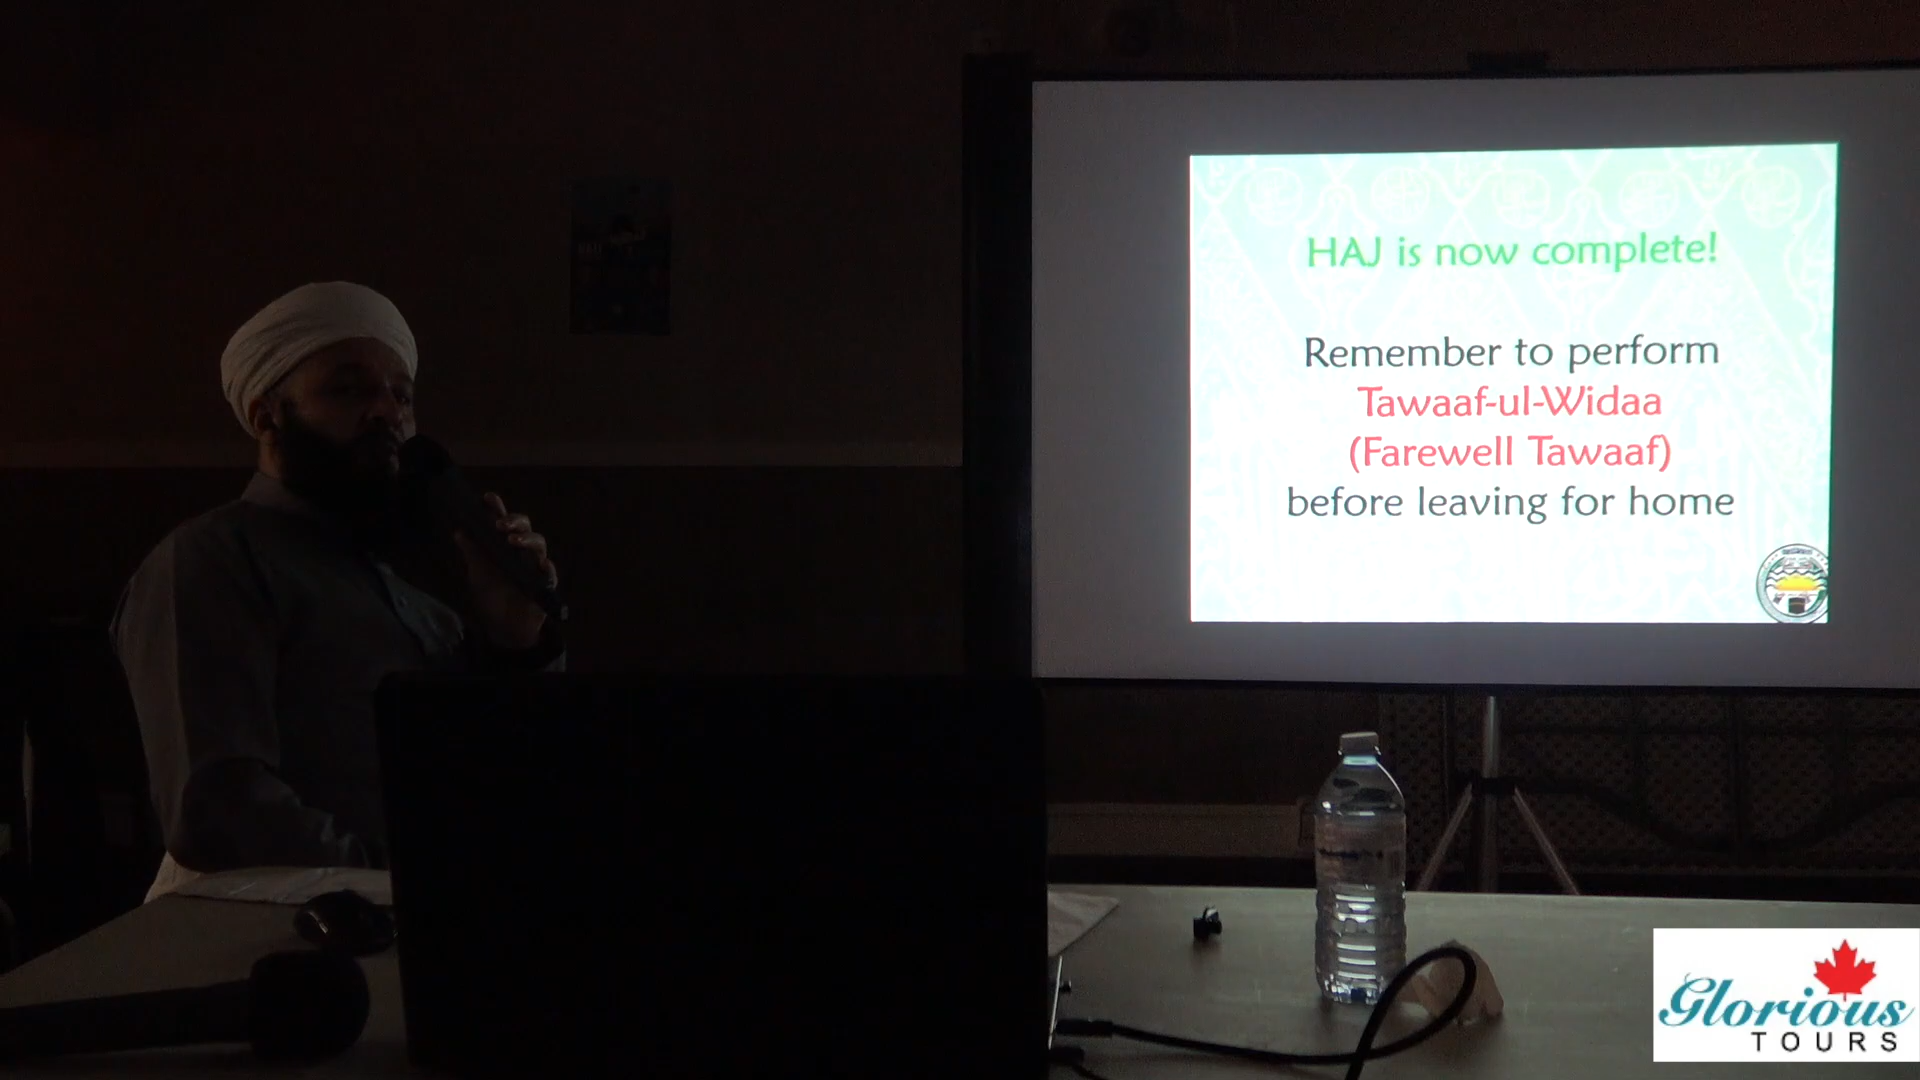 HAJ is now complete!
Remember to perform
Tawaaf-ul-Widaa
(Farewell Tawaaf)
before leaving for home
Glorious
TOURS